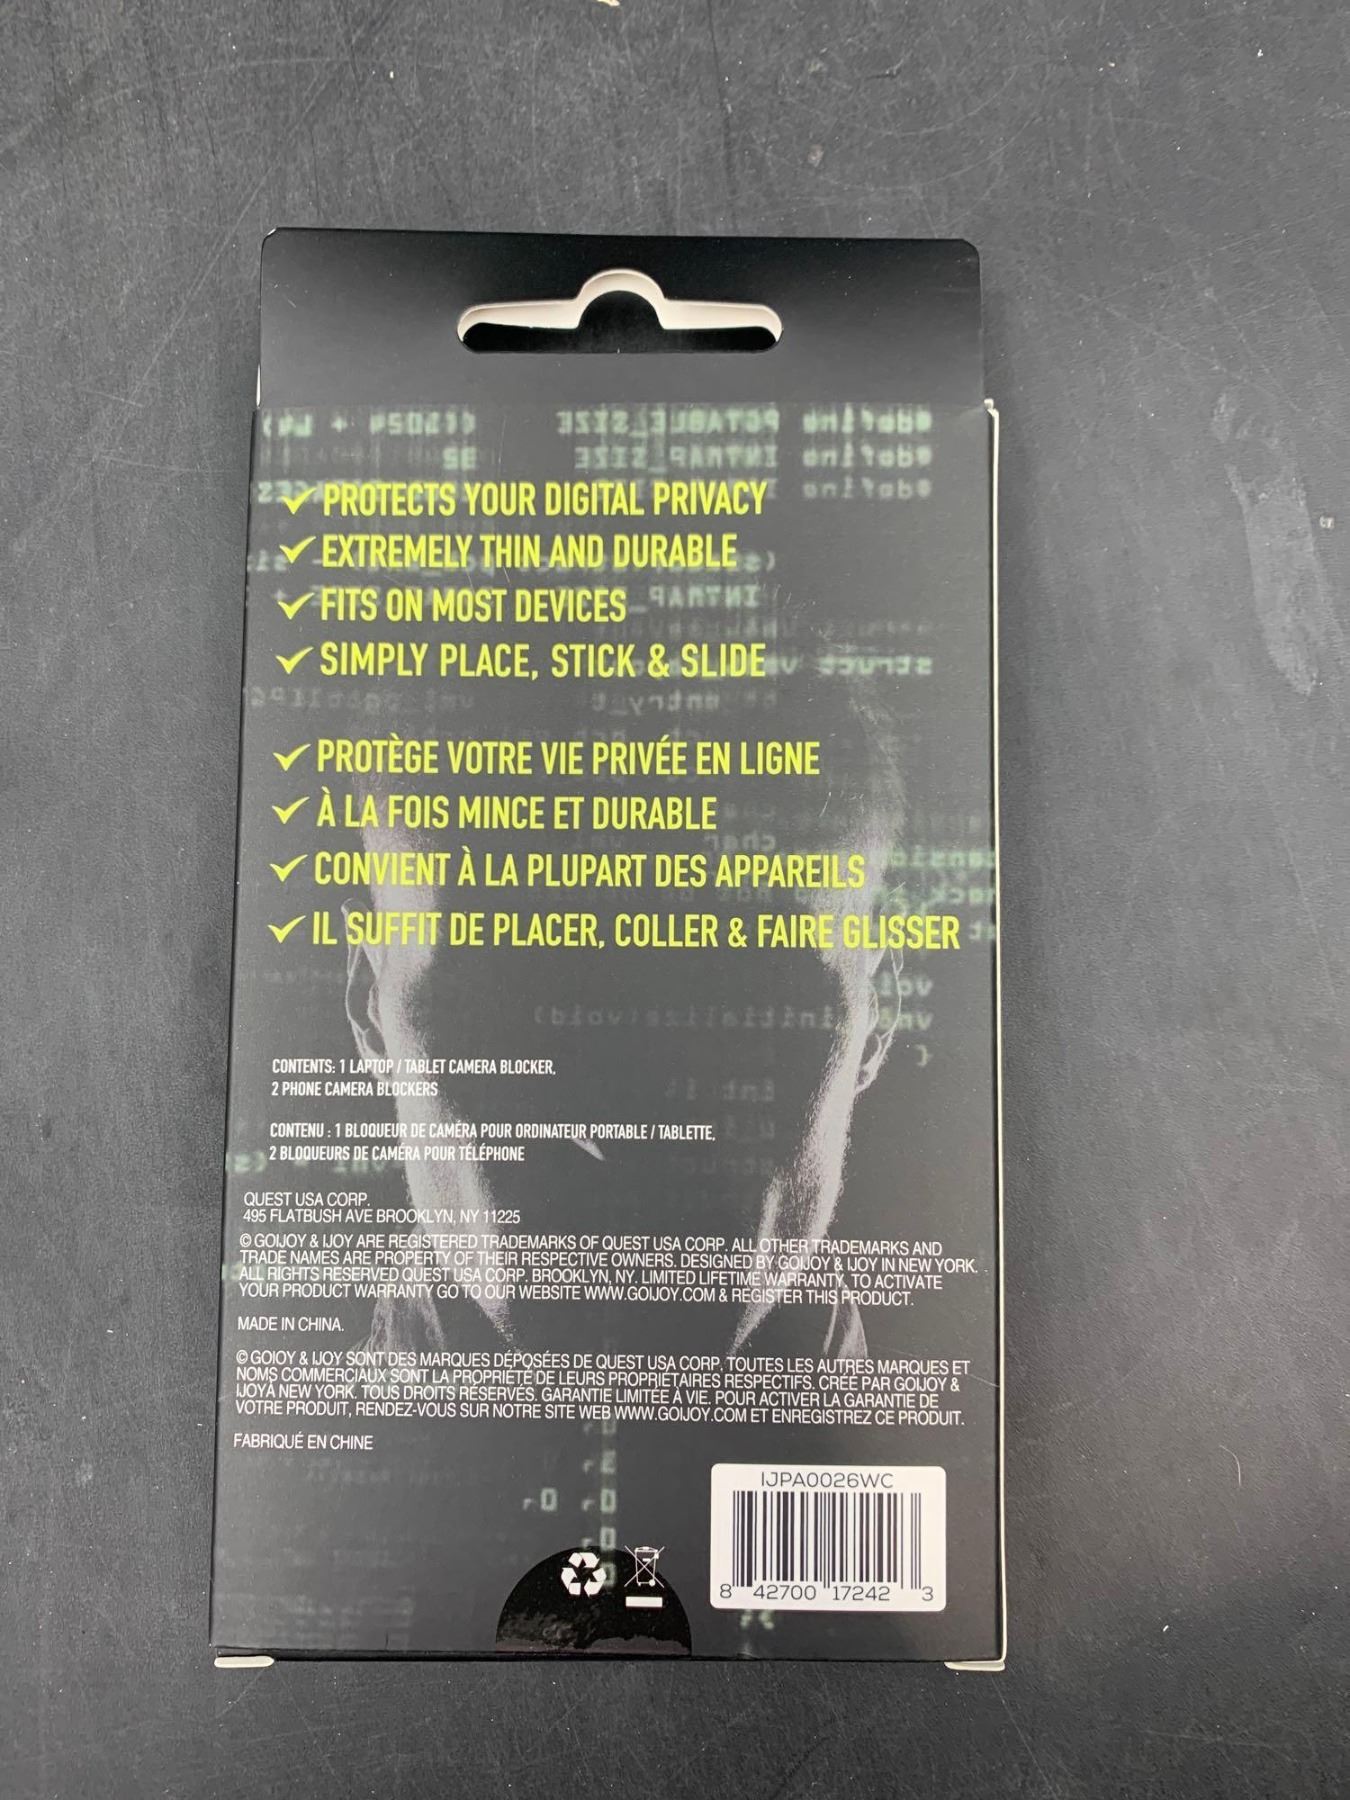 ✓ PROTECTS YOUR DIGITAL PRIVACY
✓ EXTREMELY THIN AND DURABLE
✓ FITS ON MOST DEVICES
✓ SIMPLY PLACE, STICK & SLIDE
✓ PROTÈGE VOTRE VIE PRIVÉE EN LIGNE
✓ À LA FOIS MINCE ET DURABLE
✓ CONVIENT À LA PLUPART DES APPAREILS
✓ IL SUFFIT DE PLACER, COLLER & FAIRE GLISSER
CONTENTS: 1 LAPTOP / TABLET CAMERA BLOCKER,
2 PHONE CAMERA BLOCKERS
CONTENU : 1 BLOQUEUR DE CAMÉRA POUR ORDINATEUR PORTABLE / TABLETTE,
2 BLOQUEURS DE CAMÉRA POUR TÉLÉPHONE
QUEST USA CORP.
495 FLATBUSH AVE BROOKLYN, NY 11225
© GOIJOY & IJOY ARE REGISTERED TRADEMARKS OF QUEST USA CORP. ALL OTHER TRADEMARKS AND
TRADE NAMES ARE PROPERTY OF THEIR RESPECTIVE OWNERS. DESIGNED BY GOIJOY & IJOY IN NEW YORK.
ALL RIGHTS RESERVED QUEST USA CORP. BROOKLYN, NY. LIMITED LIFETIME WARRANTY. TO ACTIVATE
YOUR PRODUCT WARRANTY GO TO OUR WEBSITE WWW.GOIJOY.COM & REGISTER THIS PRODUCT.
MADE IN CHINA.
© GOIOY & IJOY SONT DES MARQUES DÉPOSÉES DE QUEST USA CORP. TOUTES LES AUTRES MARQUES ET
NOMS COMMERCIAUX SONT LA PROPRIÉTÉ DE LEURS PROPRIÉTAIRES RESPECTIFS. CRÉÉ PAR GOIJOY &
IJOYÀ NEW YORK. TOUS DROITS RÉSERVÉS. GARANTIE LIMITÉE À VIE. POUR ACTIVER LA GARANTIE DE
VOTRE PRODUIT, RENDEZ-VOUS SUR NOTRE SITE WEB WWW.GOIJOY.COM ET ENREGISTREZ CE PRODUIT.
FABRIQUÉ EN CHINE
IJPA0026WC
8 42700 17242 3